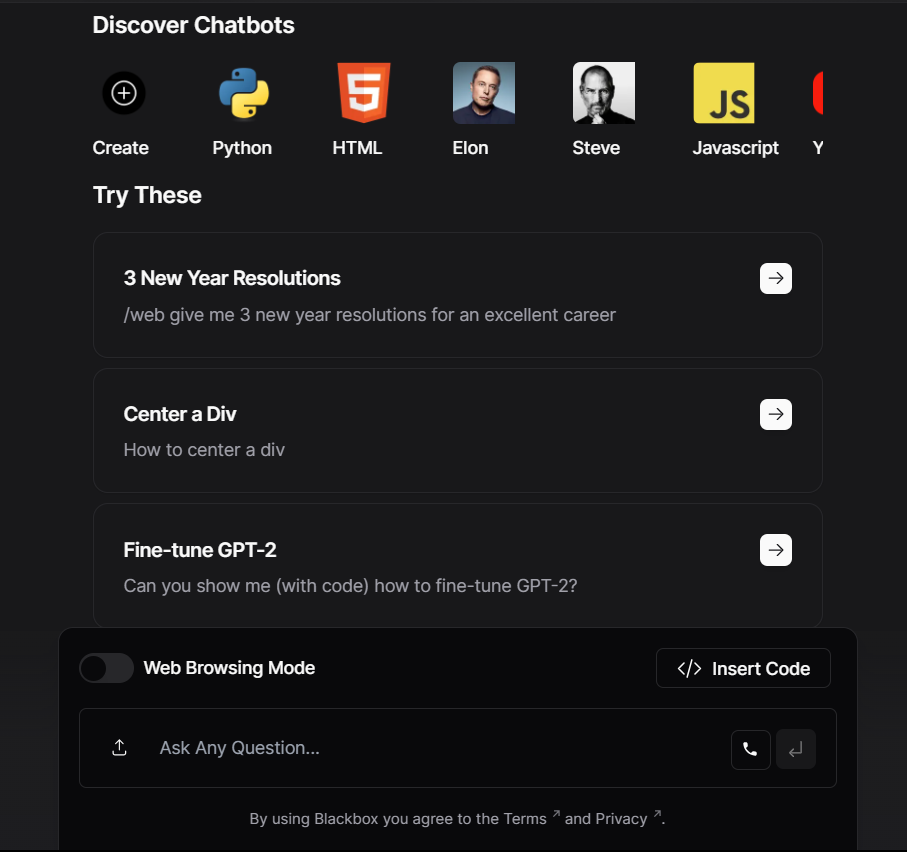 Discover Chatbots
5
JS
Create Python HTML Elon Steve Javascript Y
Try These
3 New Year Resolutions
/web give me 3 new year resolutions for an excellent career
Center a Div
How to center a div
Fine-tune GPT-2
Can you show me (with code) how to fine-tune GPT-2?
Web Browsing Mode
</> Insert Code
Ask Any Question...
By using Blackbox you agree to the Terms ↗ and Privacy ↗.